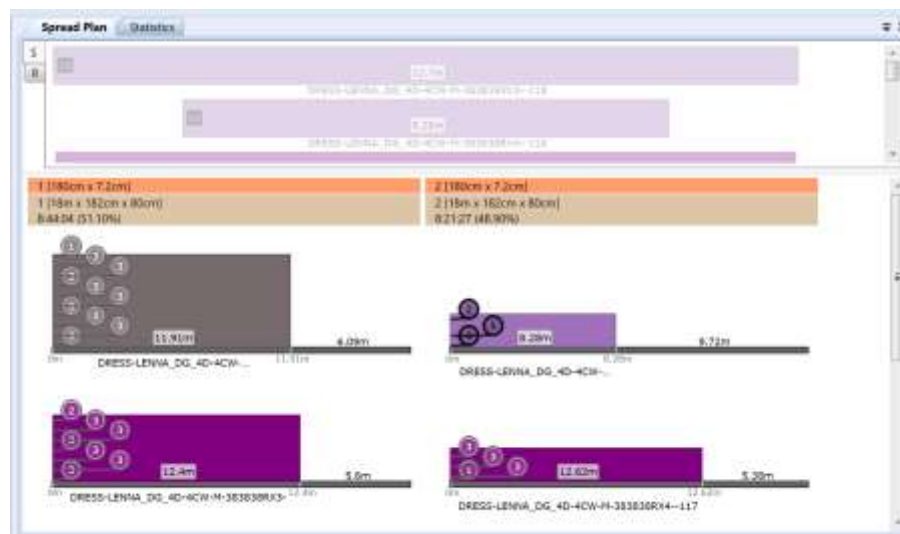 Spread Plan Statistics
S
R
8.28m
1 [180cm x 7.2cm]
1 [18m x 182cm x 80cm]
8:44:04 (51.10%)
2 [180cm x 7.2cm]
2 [18m x 182cm x 80cm]
8:21:27 (48.90%)
11.91m
6.09m
0m
11.91m
DRESS-LENNA_DG_4D-4CW-...
8.28m
9.72m
0m
8.28m
DRESS-LENNA_DG_4D-4CW-...
12.4m
5.6m
0m
12.4m
DRESS-LENNA_DG_4D-4CW-M-383838RX3-
12.62m
5.38m
0m
12.62m
DRESS-LENNA_DG_4D-4CW-M-383838RX4--117